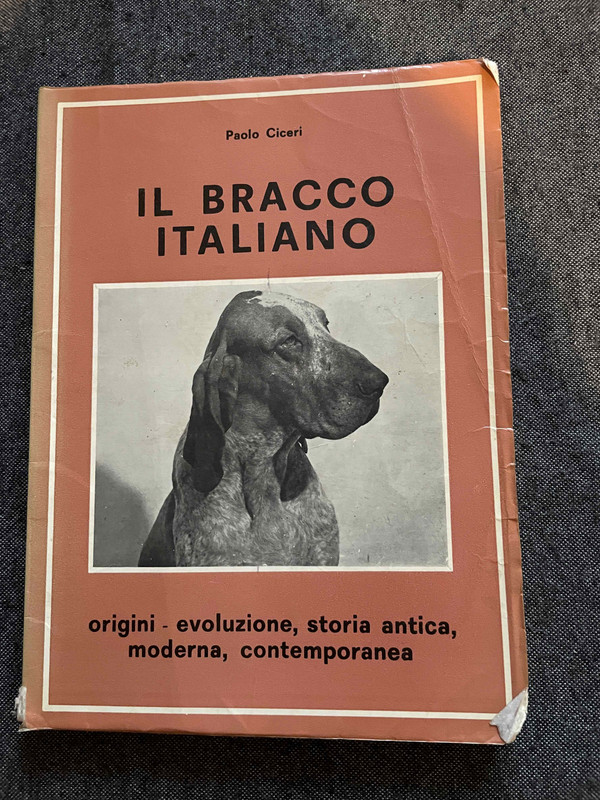 Paolo Ciceri
IL BRACCO
ITALIANO
origini - evoluzione, storia antica,
moderna, contemporanea